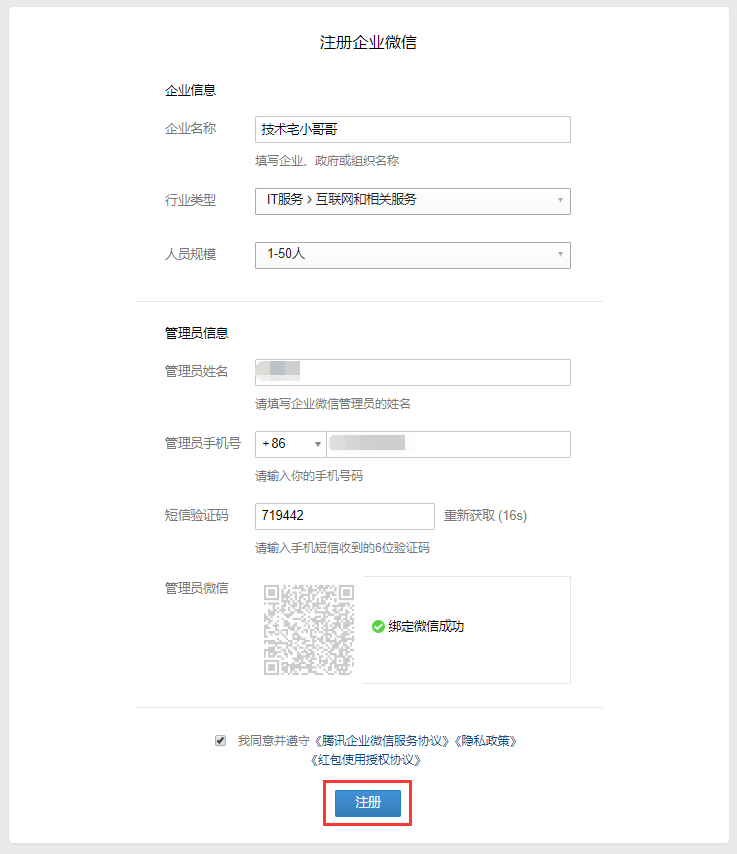 注册企业微信
企业信息
企业名称 技术宅小哥哥
填写企业、政府或组织名称
行业类型 IT服务 > 互联网和相关服务
人员规模 1-50人
管理员信息
管理员姓名
请填写企业微信管理员的姓名
管理员手机号 +86
请输入你的手机号码
短信验证码 719442 重新获取 (16s)
请输入手机短信收到的6位验证码
管理员微信
绑定微信成功
我同意并遵守《腾讯企业微信服务协议》《隐私政策》
《红包使用授权协议》
注册